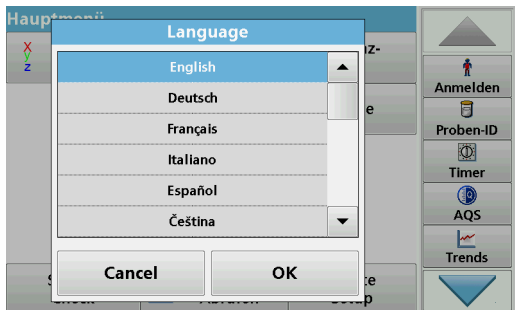 Hauptmenü
Language
English
Deutsch
Français
Italiano
Español
Čeština
Cancel
OK
X
y
z
Anmelden
Proben-ID
Timer
AQS
Trends